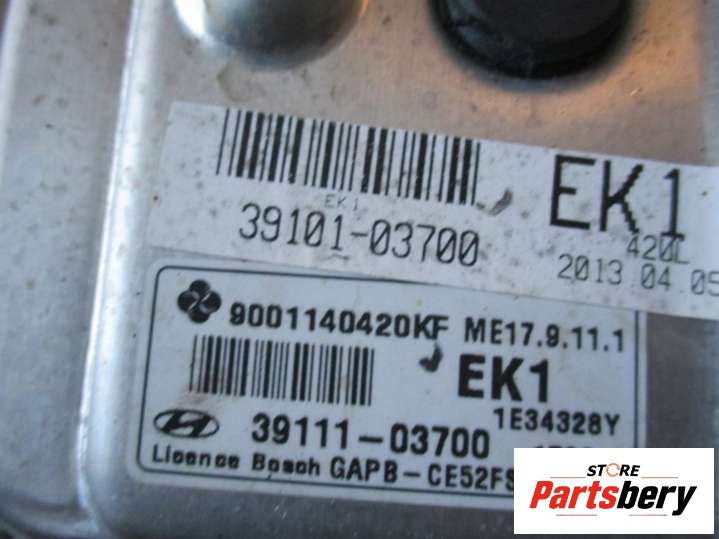 EK1
39101-03700
EK1
420L
2013.04.05
9001140420KF ME17.9.11.1
EK1
1E34328Y
39111-03700
Licence Bosch GAPB-CE52FS
STORE
Partsbery